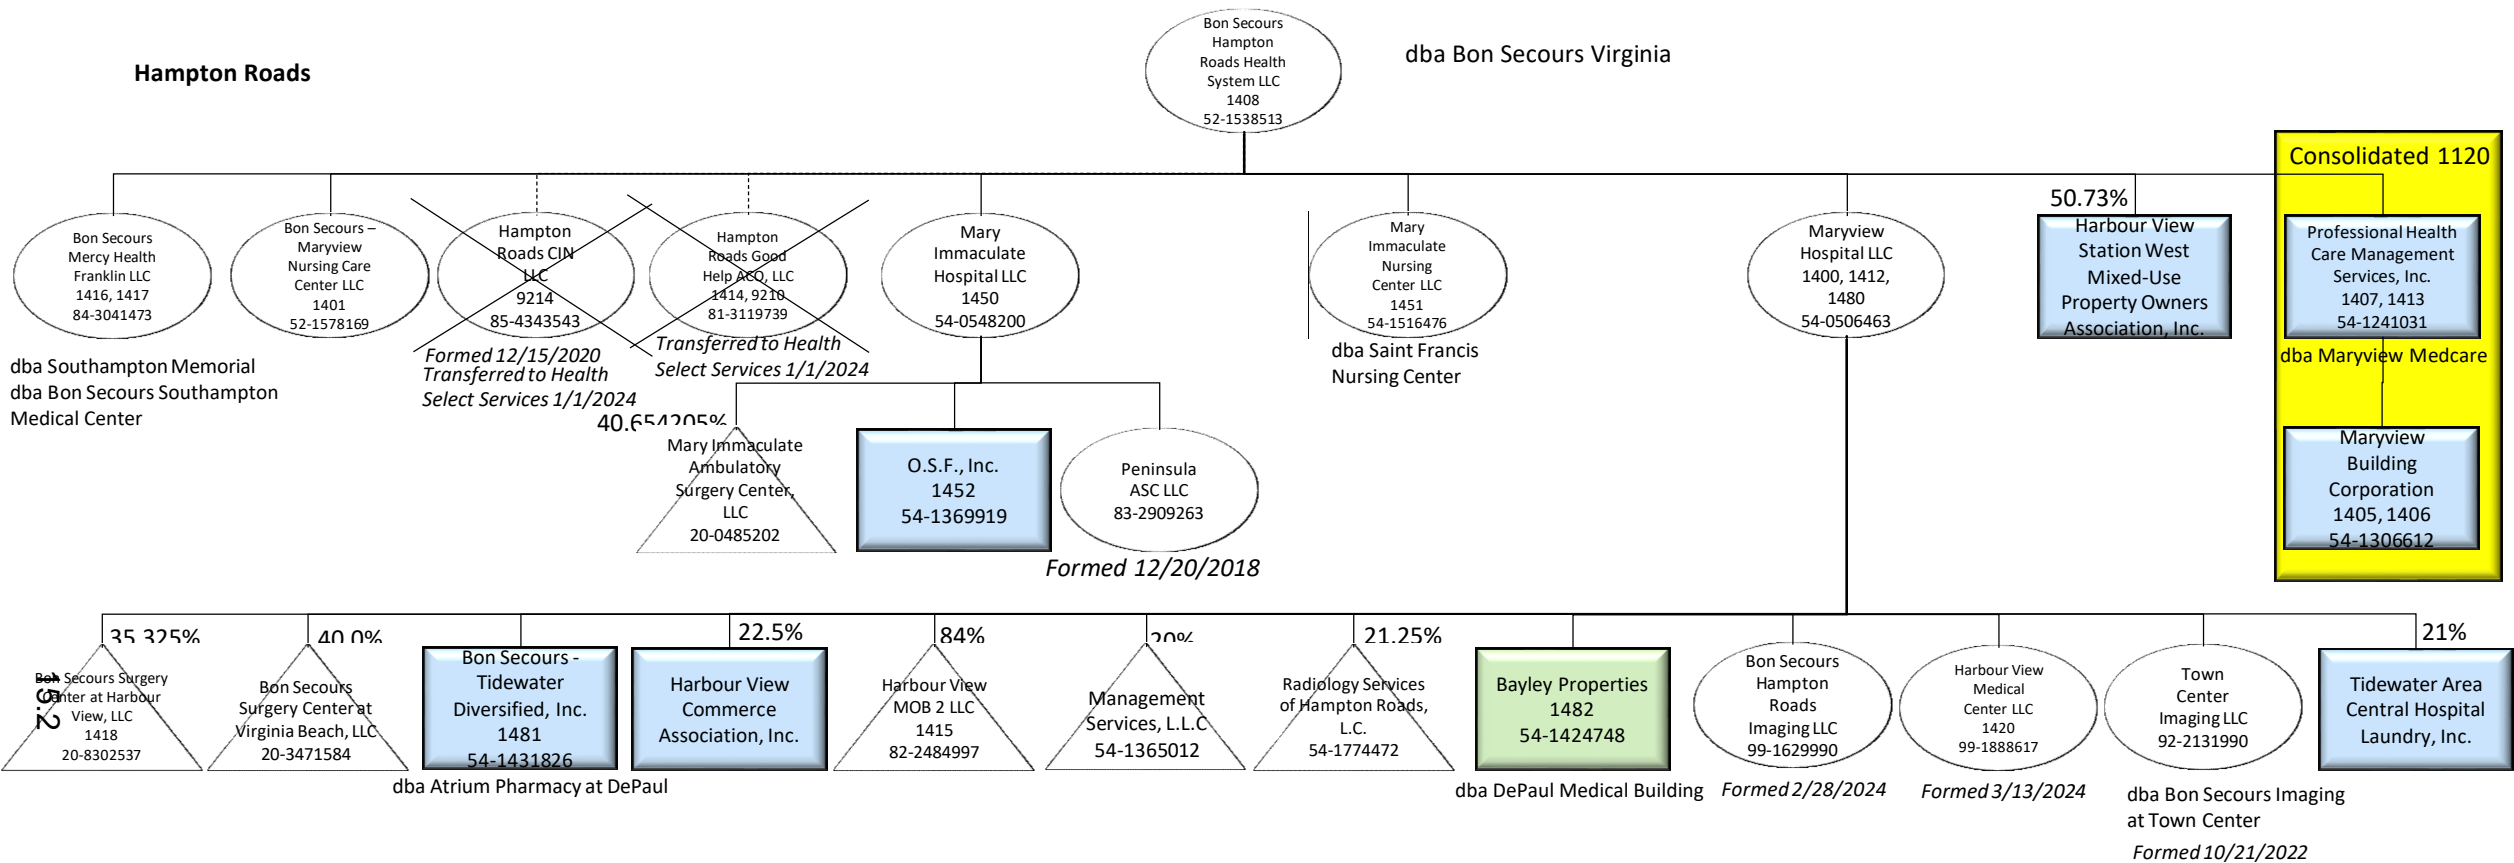 Hampton Roads
Bon Secours
Hampton
Roads Health
System LLC
1408
52-1538513
dba Bon Secours Virginia
Consolidated 1120
Bon Secours
Mercy Health
Franklin LLC
1416, 1417
84-3041473
dba Southampton Memorial
dba Bon Secours Southampton
Medical Center
Bon Secours –
Maryview
Nursing Care
Center LLC
1401
52-1578169
Hampton
Roads CIN
LLC
9214
85-4343543
Formed 12/15/2020
Transferred to Health
Select Services 1/1/2024
Hampton
Roads Good
Help ACO, LLC
1414, 9210
81-3119739
Transferred to Health
Select Services 1/1/2024
Mary
Immaculate
Hospital LLC
1450
54-0548200
Mary
Immaculate
Nursing
Center LLC
1451
54-1516476
dba Saint Francis
Nursing Center
Maryview
Hospital LLC
1400, 1412,
1480
54-0506463
50.73%
Harbour View
Station West
Mixed-Use
Property Owners
Association, Inc.
Professional Health
Care Management
Services, Inc.
1407, 1413
54-1241031
dba Maryview Medcare
40.654205%
Mary Immaculate
Ambulatory
Surgery Center,
LLC
20-0485202
O.S.F., Inc.
1452
54-1369919
Peninsula
ASC LLC
83-2909263
Formed 12/20/2018
Maryview
Building
Corporation
1405, 1406
54-1306612
35.325%
15.2
Bon Secours Surgery
Center at Harbour
View, LLC
1418
20-8302537
40.0%
Bon Secours
Surgery Center at
Virginia Beach, LLC
20-3471584
Bon Secours -
Tidewater
Diversified, Inc.
1481
54-1431826
dba Atrium Pharmacy at DePaul
22.5%
Harbour View
Commerce
Association, Inc.
84%
Harbour View
MOB 2 LLC
1415
82-2484997
20%
Management
Services, L.L.C
54-1365012
21.25%
Radiology Services
of Hampton Roads,
L.C.
54-1774472
Bayley Properties
1482
54-1424748
dba DePaul Medical Building
Bon Secours
Hampton
Roads
Imaging LLC
99-1629990
Formed 2/28/2024
Harbour View
Medical
Center LLC
1420
99-1888617
Formed 3/13/2024
Town
Center
Imaging LLC
92-2131990
dba Bon Secours Imaging
at Town Center
Formed 10/21/2022
21%
Tidewater Area
Central Hospital
Laundry, Inc.